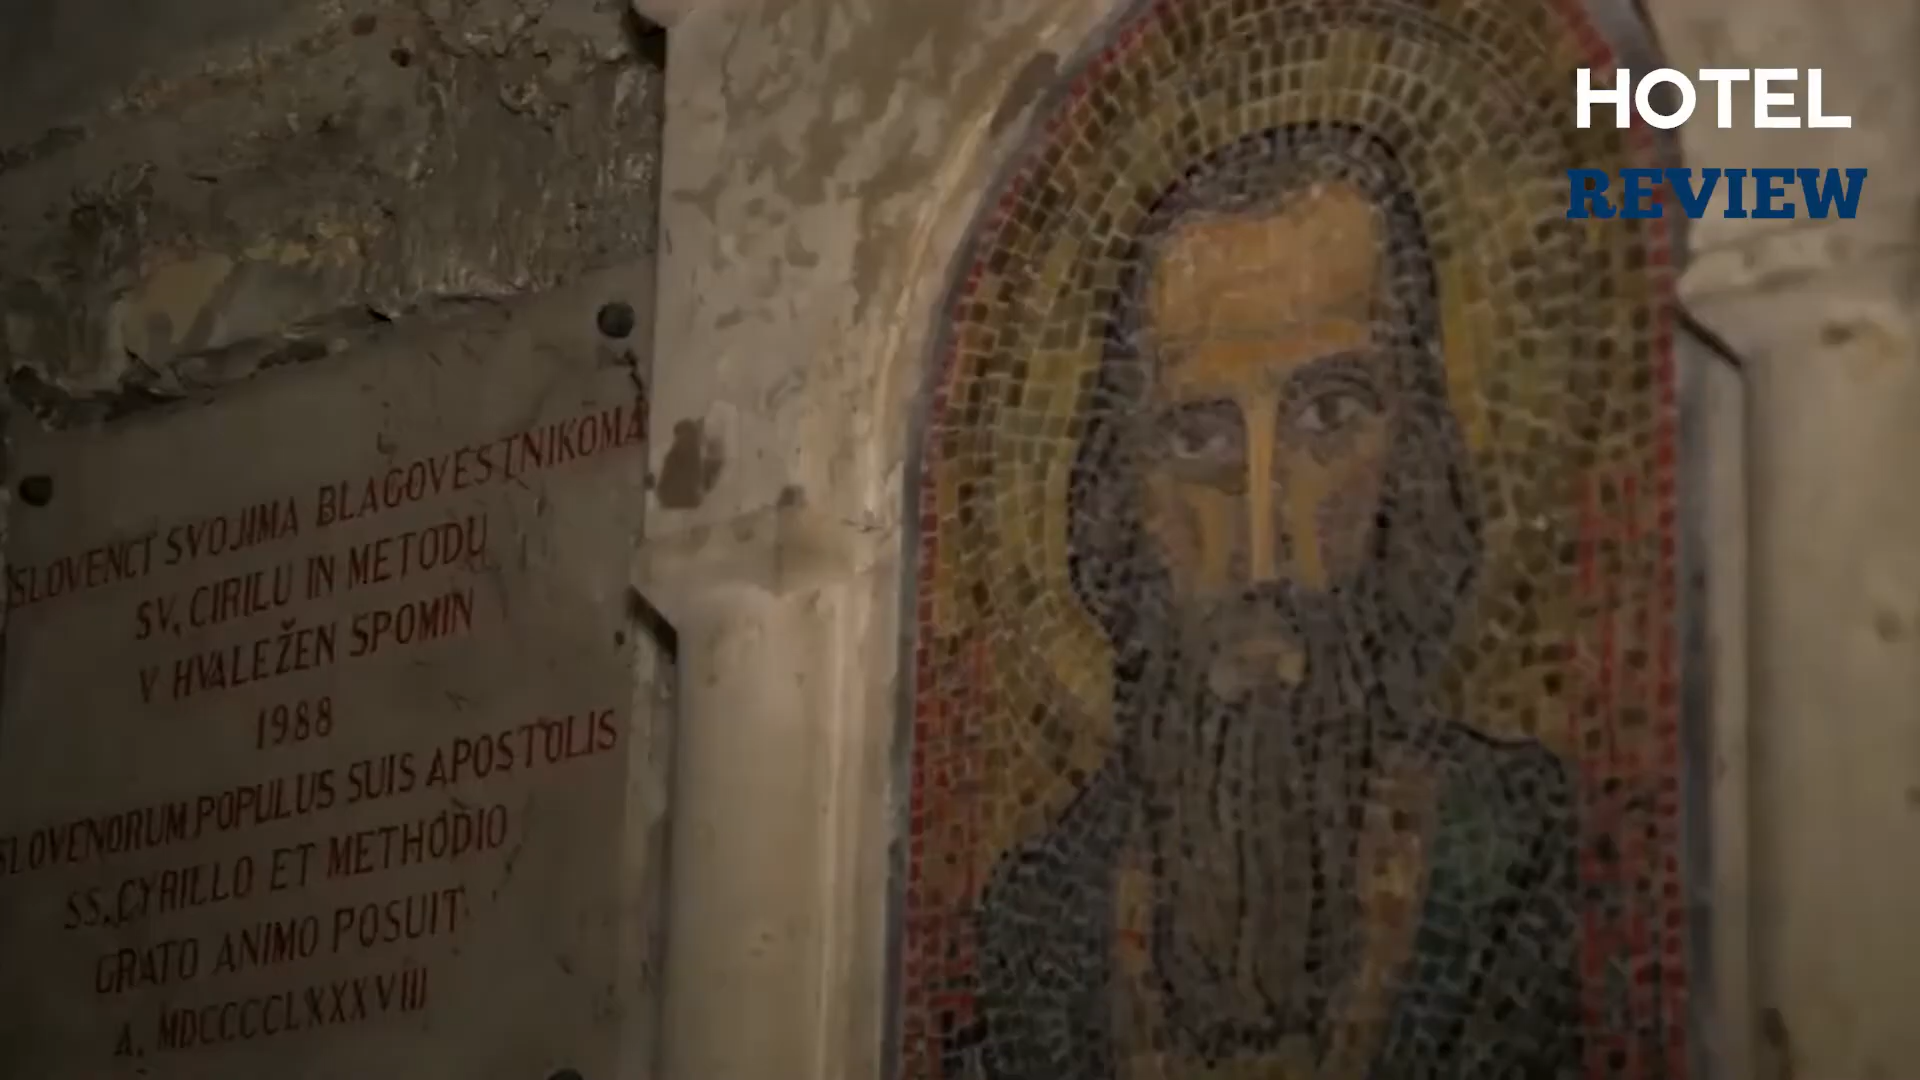 HOTEL
REVIEW
SLOVENCI SVOJIMA BLAGOVESTNIKOMA
SV. CIRILU IN METODU
V HVALEŽEN SPOMIN
1988
SLOVENORUM POPULUS SUIS APOSTOLIS
SS. CYRILLO ET METHODIO
GRATO ANIMO POSUIT
A. MDCCCCLXXXVIII